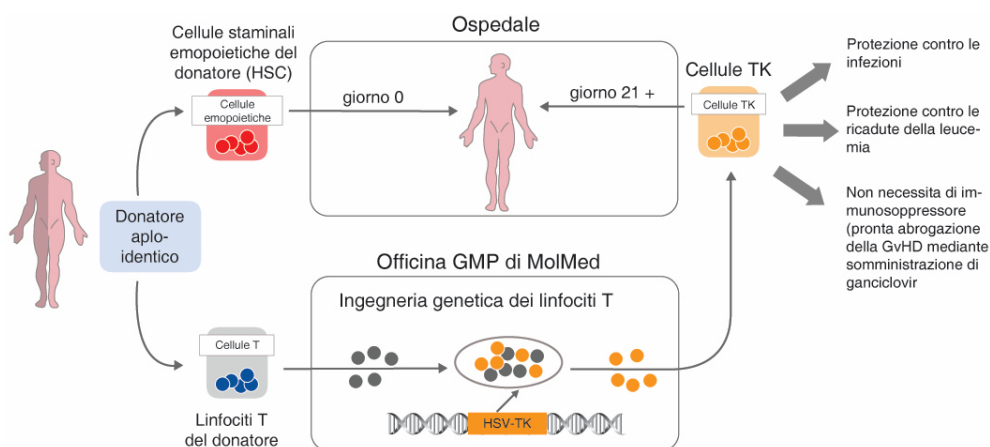 Cellule staminali
emopoietiche del
donatore (HSC)
Cellule
emopoietiche
Ospedale
giorno 0
giorno 21 +
Cellule TK
Cellule TK
Protezione contro le
infezioni
Protezione contro le
ricadute della leuce-
mia
Non necessita di im-
munosoppressore
(pronta abrogazione
della GvHD mediante
somministrazione di
ganciclovir
Donatore
aplo-
identico
Officina GMP di MolMed
Ingegneria genetica dei linfociti T
Cellule T
HSV-TK
Linfociti T
del donatore